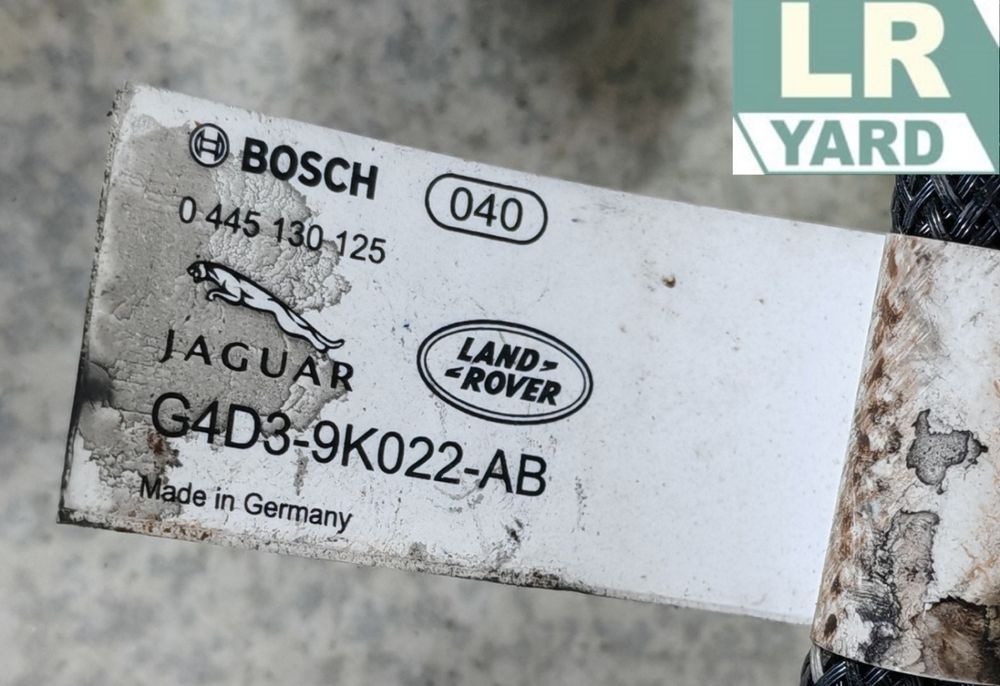 LR
YARD
BOSCH
040
0 445 130 125
JAGUAR
LAND-
-ROVER
G4D3-9K022-AB
Made in Germany